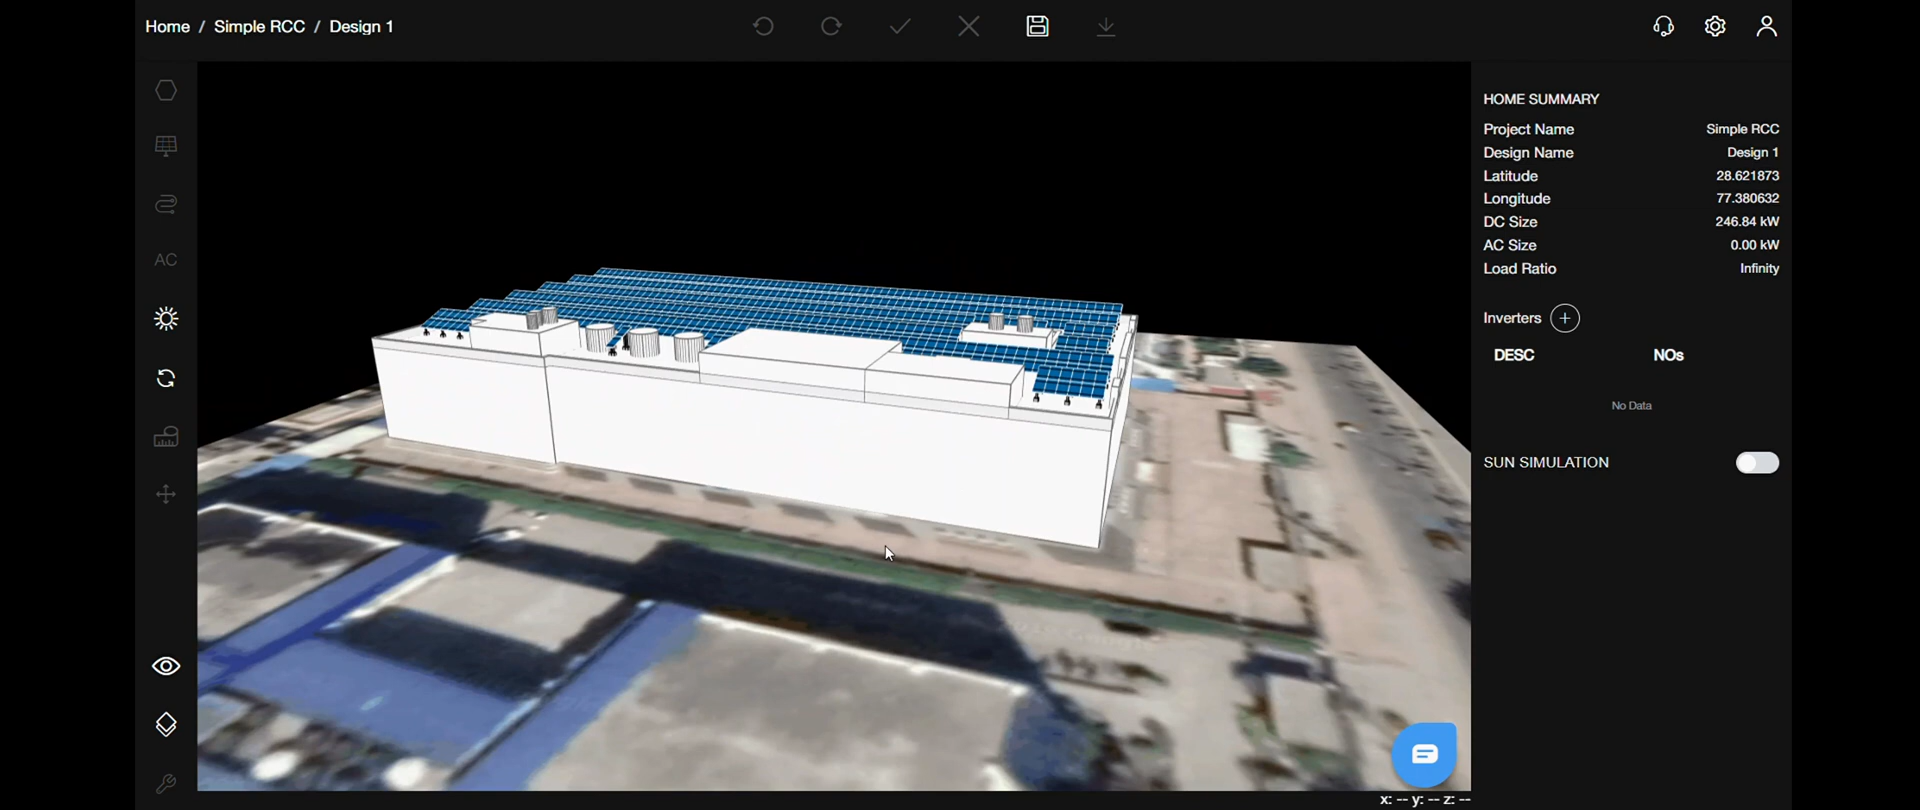 Home / Simple RCC / Design 1
AC
HOME SUMMARY
Project Name Simple RCC
Design Name Design 1
Latitude 28.621873
Longitude 77.380632
DC Size 246.84 kW
AC Size 0.00 kW
Load Ratio Infinity
Inverters
DESC NOs
No Data
SUN SIMULATION
x: -- y: -- z: --